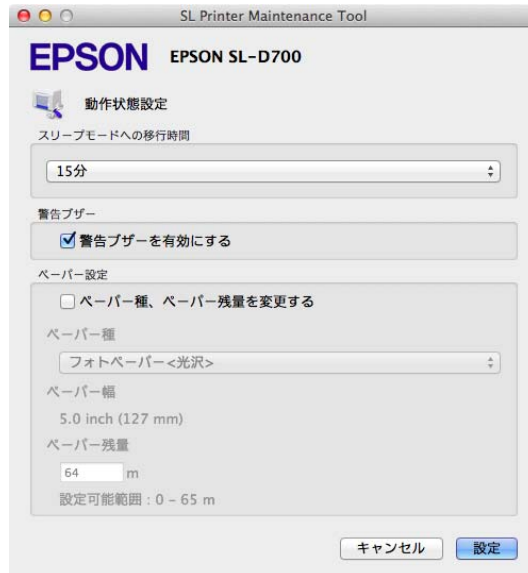 SL Printer Maintenance Tool
EPSON EPSON SL-D700
動作状態設定
スリープモードへの移行時間
15分
警告ブザー
警告ブザーを有効にする
ペーパー設定
ペーパー種、ペーパー残量を変更する
ペーパー種
フォトペーパー<光沢>
ペーパー幅
5.0 inch (127 mm)
ペーパー残量
64 m
設定可能範囲 : 0 – 65 m
キャンセル 設定